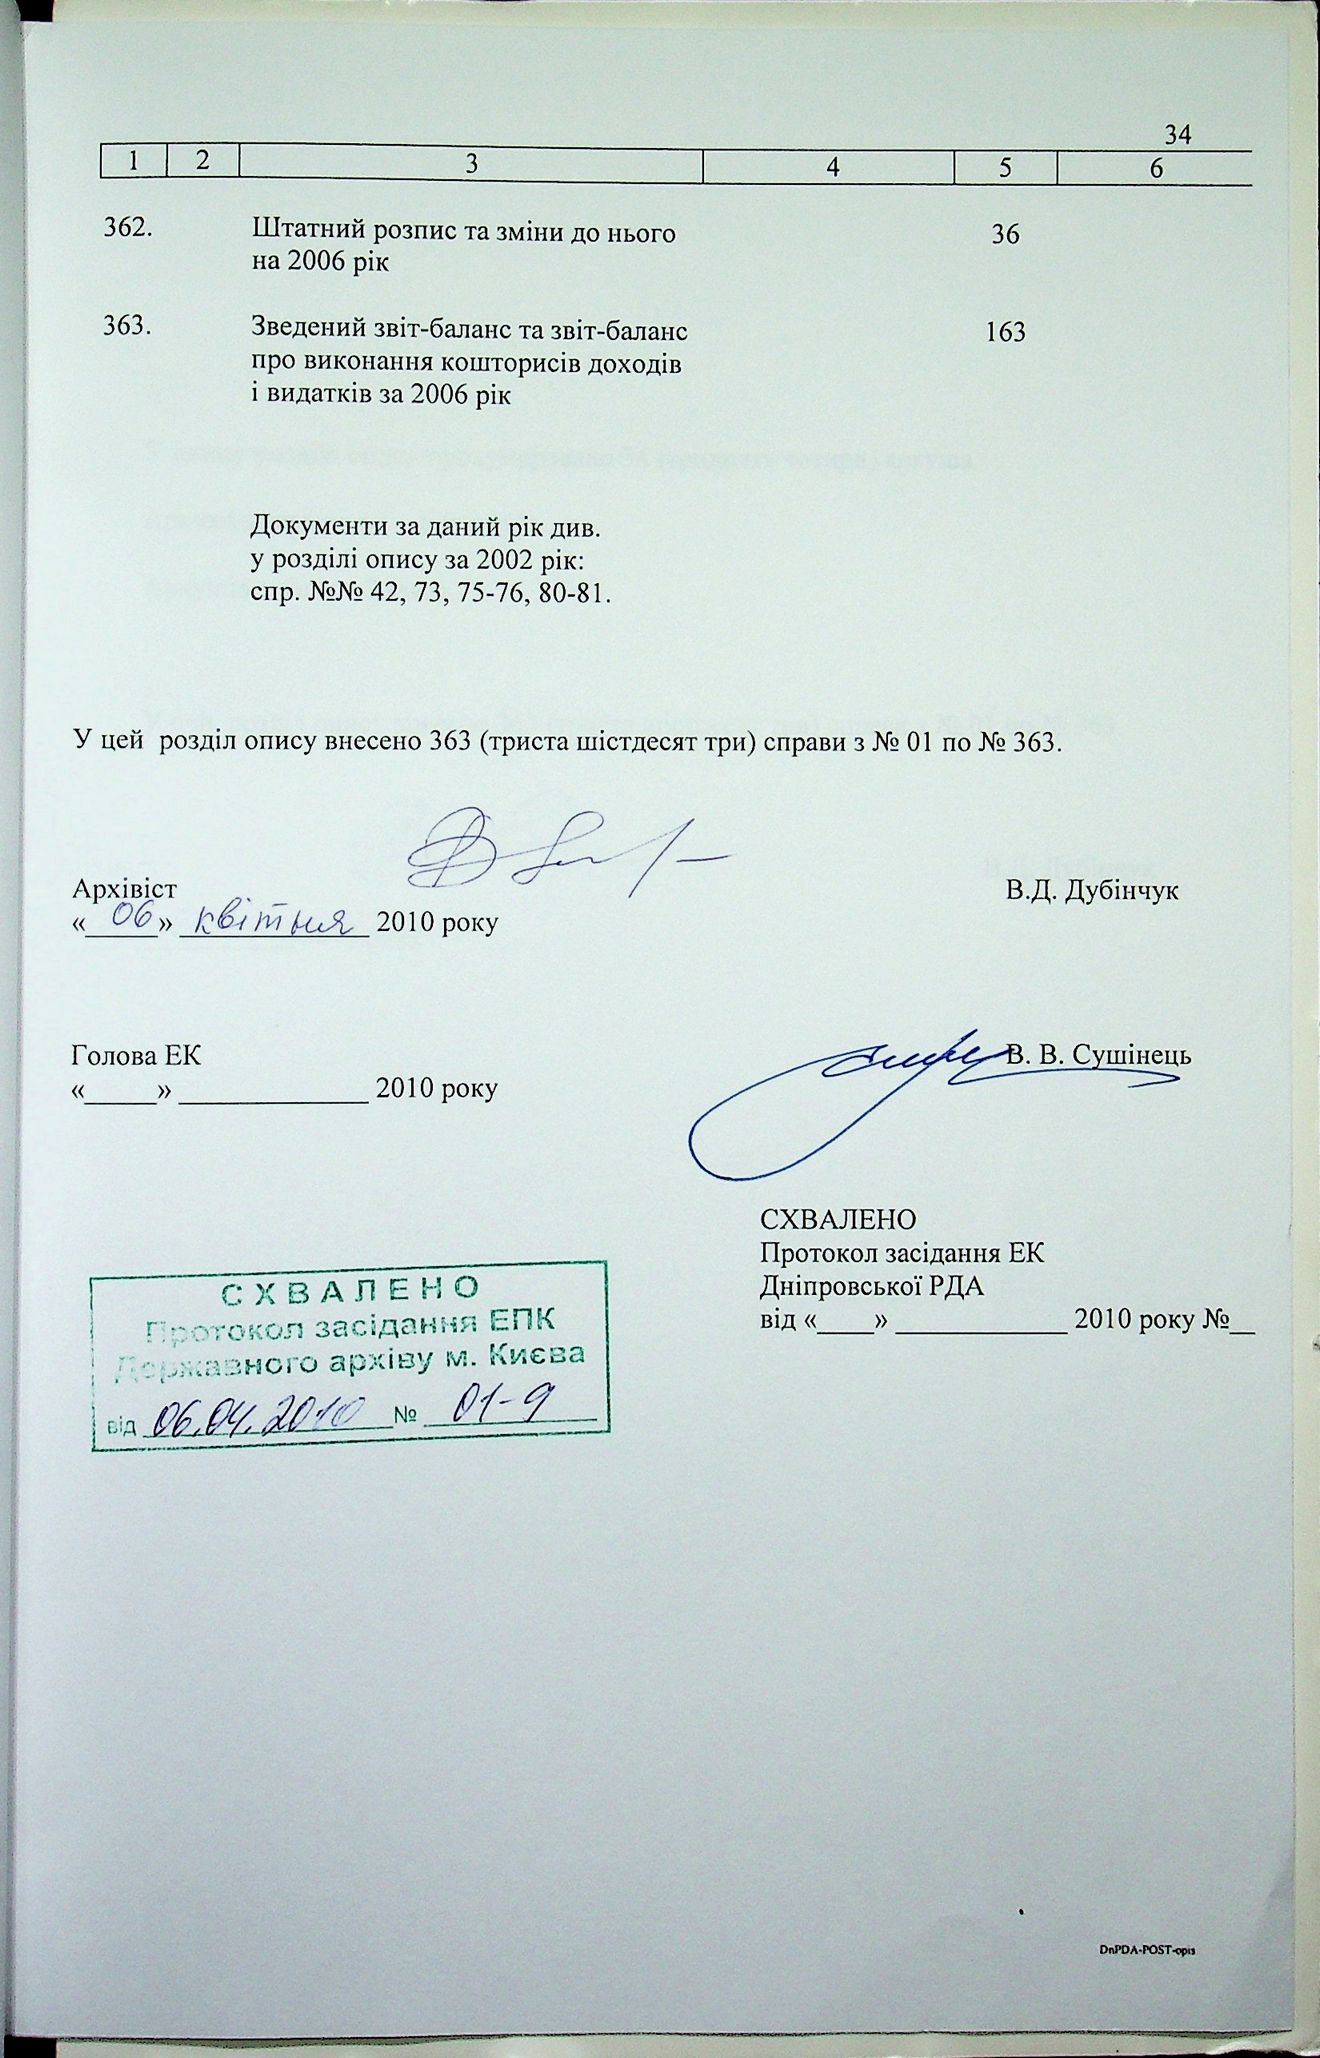 34
1 2 3 4 5 6
362. Штатний розпис та зміни до нього 36
на 2006 рік
363. Зведений звіт-баланс та звіт-баланс 163
про виконання кошторисів доходів
і видатків за 2006 рік
Документи за даний рік див.
у розділі опису за 2002 рік:
спр. №№ 42, 73, 75-76, 80-81.
У цей розділ опису внесено 363 (триста шістдесят три) справи з № 01 по № 363.
Архівіст В.Д. Дубінчук
«06» квітня 2010 року
Голова ЕК В. В. Сушінець
«_____» _____________ 2010 року
СХВАЛЕНО
Протокол засідання ЕК
Дніпровської РДА
від «____» ____________ 2010 року №__
СХВАЛЕНО
Протокол засідання ЕПК
Державного архіву м. Києва
від 06.04.2010 № 01-9
DnPDA-POST-opis